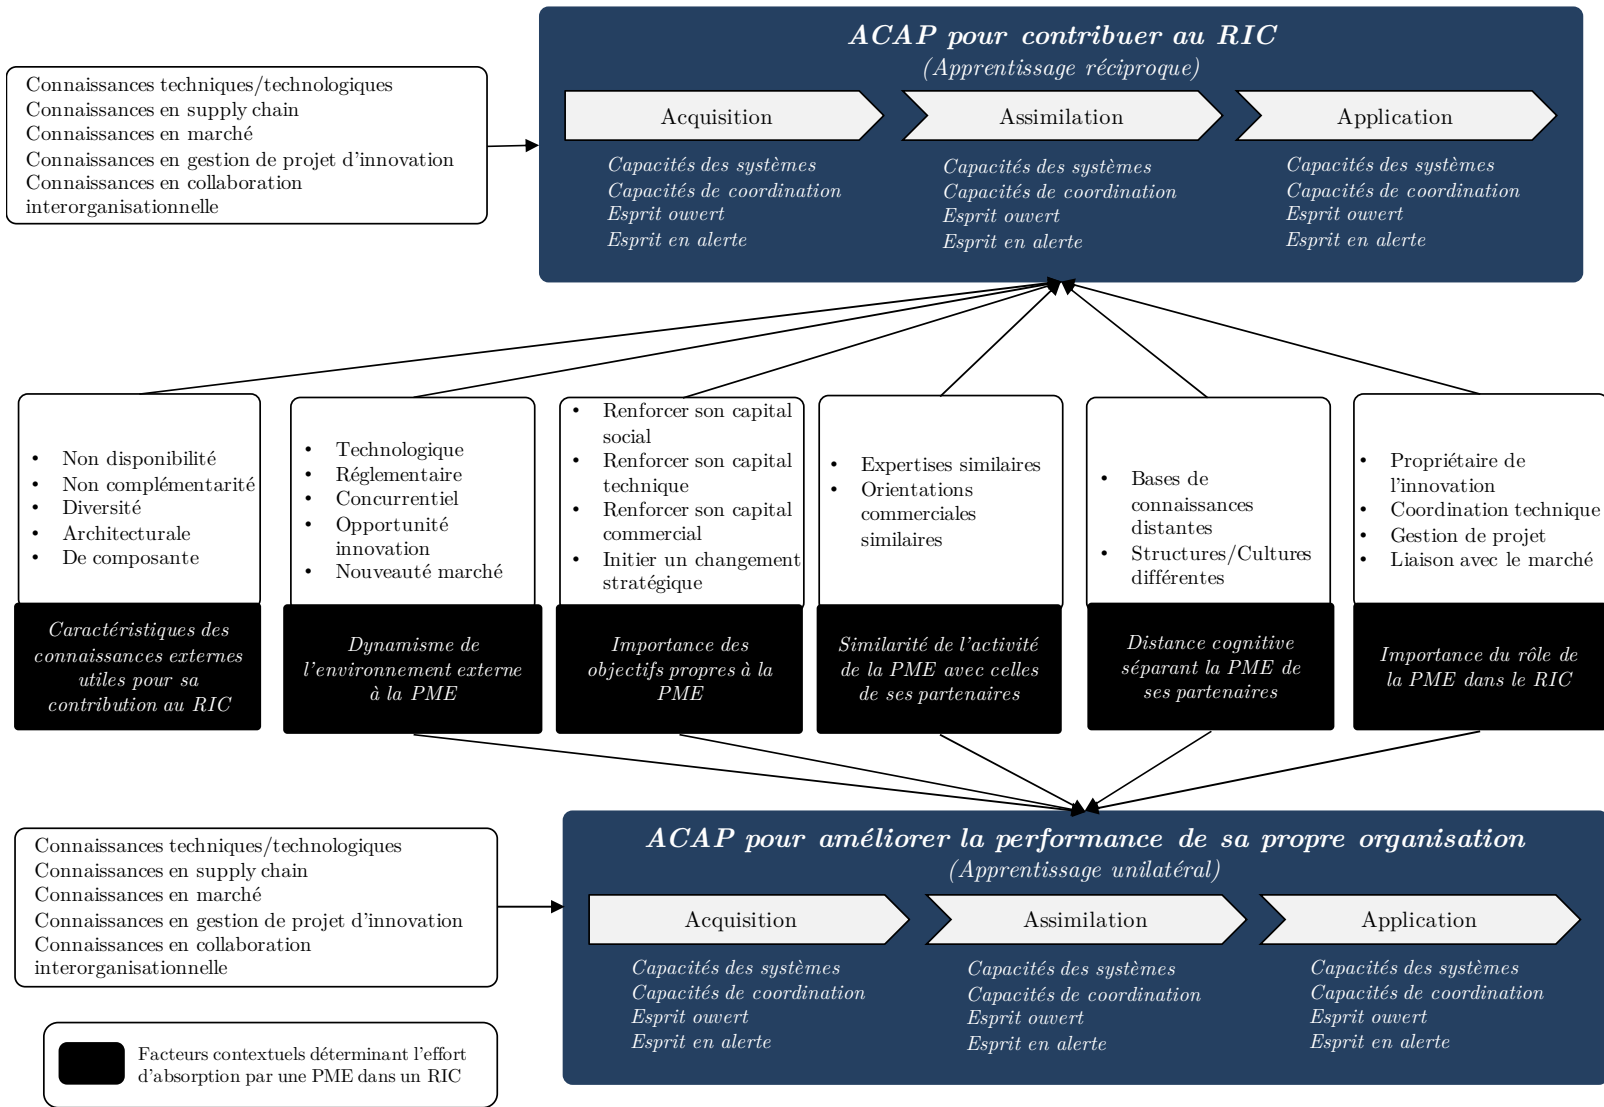 ACAP pour contribuer au RIC
(Apprentissage réciproque)
Connaissances techniques/technologiques
Connaissances en supply chain
Connaissances en marché
Connaissances en gestion de projet d'innovation
Connaissances en collaboration
interorganisationnelle
Acquisition
Assimilation
Application
Capacités des systèmes
Capacités de coordination
Esprit ouvert
Esprit en alerte
Capacités des systèmes
Capacités de coordination
Esprit ouvert
Esprit en alerte
Capacités des systèmes
Capacités de coordination
Esprit ouvert
Esprit en alerte
• Non disponibilité
• Non complémentarité
• Diversité
• Architecturale
• De composante
Caractéristiques des
connaissances externes
utiles pour sa
contribution au RIC
• Technologique
• Réglementaire
• Concurrentiel
• Opportunité
innovation
• Nouveauté marché
Dynamisme de
l'environnement externe
à la PME
• Renforcer son capital
social
• Renforcer son capital
technique
• Renforcer son capital
commercial
• Initier un changement
stratégique
Importance des
objectifs propres à la
PME
• Expertises similaires
• Orientations
commerciales
similaires
Similarité de l'activité
de la PME avec celles
de ses partenaires
• Bases de
connaissances
distantes
• Structures/Cultures
différentes
Distance cognitive
séparant la PME de
ses partenaires
• Propriétaire de
l'innovation
• Coordination technique
• Gestion de projet
• Liaison avec le marché
Importance du rôle de
la PME dans le RIC
ACAP pour améliorer la performance de sa propre organisation
(Apprentissage unilatéral)
Connaissances techniques/technologiques
Connaissances en supply chain
Connaissances en marché
Connaissances en gestion de projet d'innovation
Connaissances en collaboration
interorganisationnelle
Acquisition
Assimilation
Application
Capacités des systèmes
Capacités de coordination
Esprit ouvert
Esprit en alerte
Capacités des systèmes
Capacités de coordination
Esprit ouvert
Esprit en alerte
Capacités des systèmes
Capacités de coordination
Esprit ouvert
Esprit en alerte
Facteurs contextuels déterminant l'effort
d'absorption par une PME dans un RIC